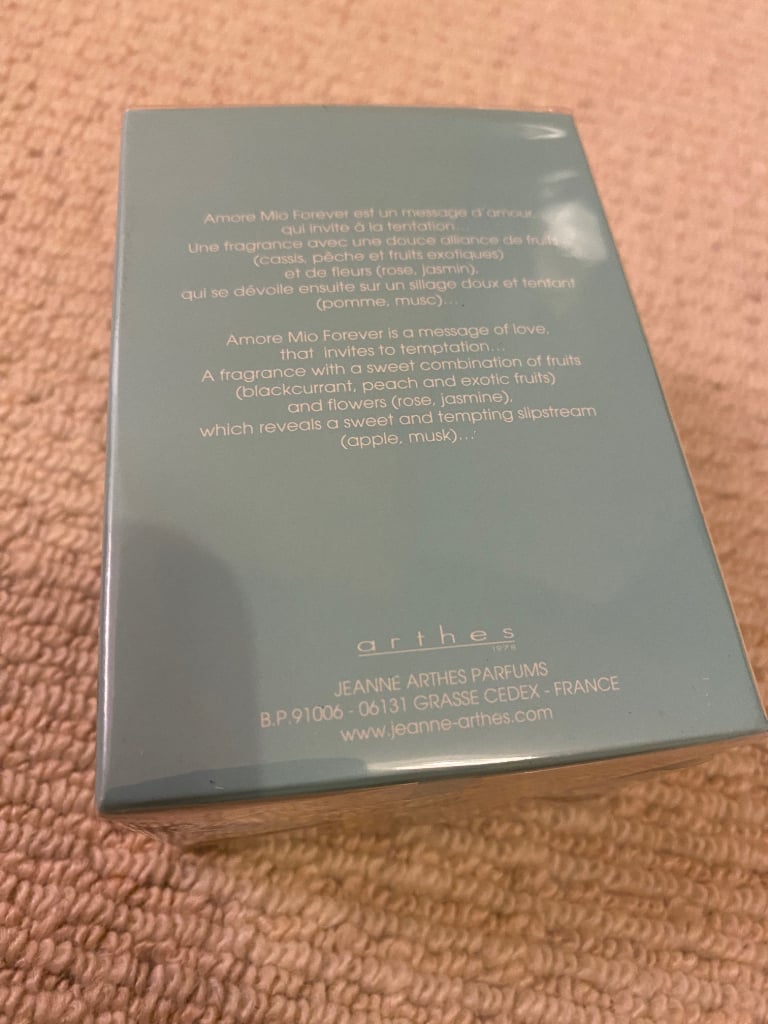 Amore Mio Forever est un message d'amour,
qui invite à la tentation...
Une fragrance avec une douce alliance de fruits
(cassis, pêche et fruits exotiques)
et de fleurs (rose, jasmin),
qui se dévoile ensuite sur un sillage doux et tentant
(pomme, musc)....
Amore Mio Forever is a message of love,
that invites to temptation...
A fragrance with a sweet combination of fruits
(blackcurrant, peach and exotic fruits)
and flowers (rose, jasmine),
which reveals a sweet and tempting slipstream
(apple, musk)...
arthes
1978
JEANNE ARTHES PARFUMS
B.P.91006 - 06131 GRASSE CEDEX - FRANCE
www.jeanne-arthes.com